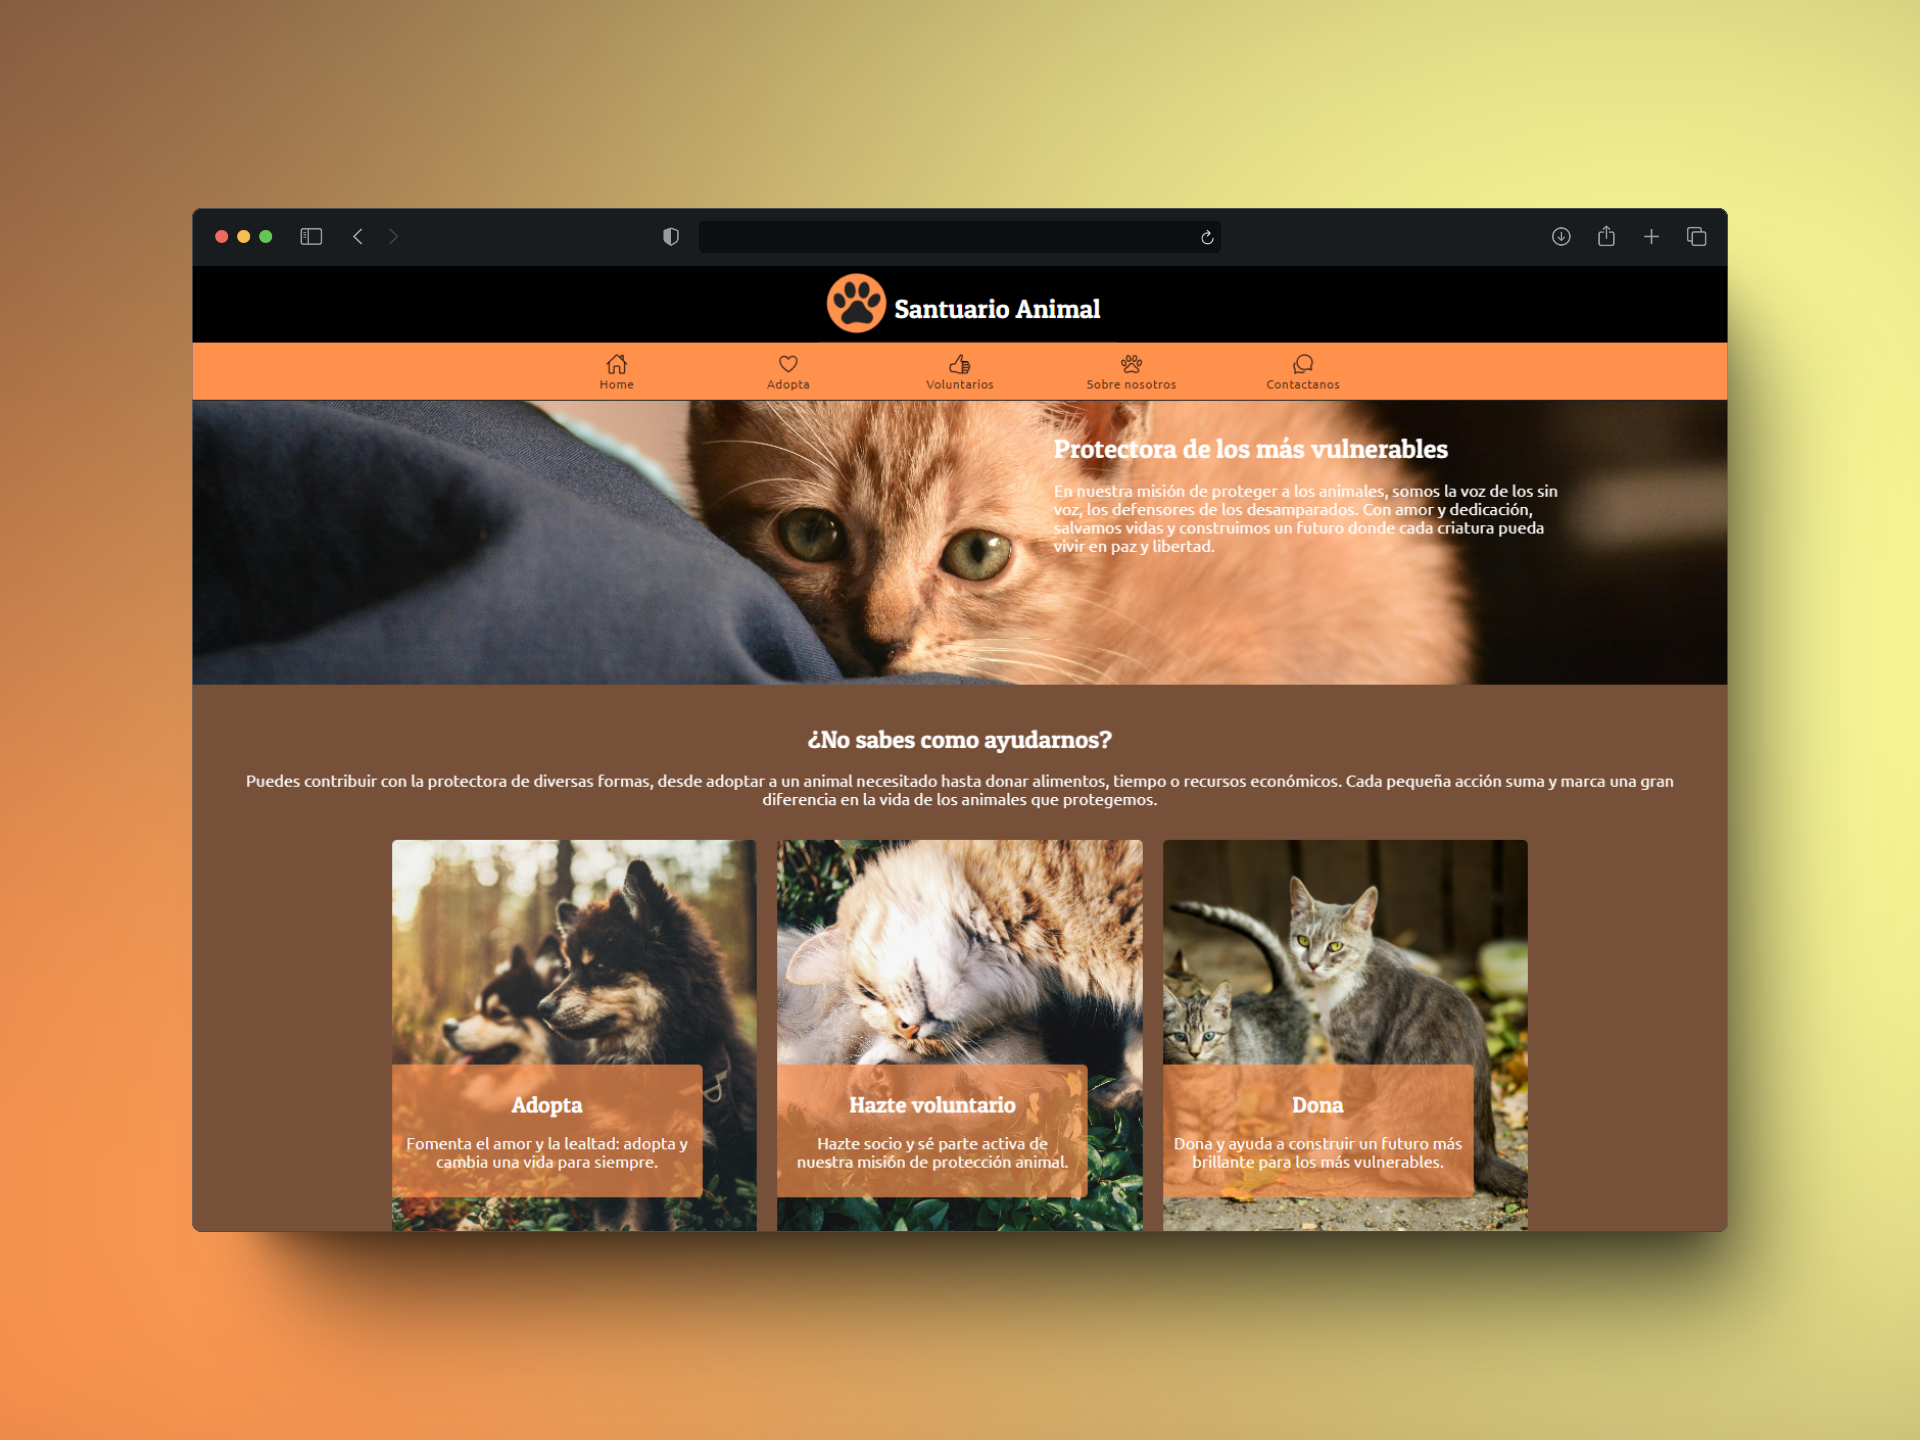 Santuario Animal
Home
Adopta
Voluntarios
Sobre nosotros
Contactanos
Protectora de los más vulnerables
En nuestra misión de proteger a los animales, somos la voz de los sin
voz, los defensores de los desamparados. Con amor y dedicación,
salvamos vidas y construimos un futuro donde cada criatura pueda
vivir en paz y libertad.
¿No sabes como ayudarnos?
Puedes contribuir con la protectora de diversas formas, desde adoptar a un animal necesitado hasta donar alimentos, tiempo o recursos económicos. Cada pequeña acción suma y marca una gran
diferencia en la vida de los animales que protegemos.
Adopta
Fomenta el amor y la lealtad: adopta y
cambia una vida para siempre.
Hazte voluntario
Hazte socio y sé parte activa de
nuestra misión de protección animal.
Dona
Dona y ayuda a construir un futuro más
brillante para los más vulnerables.